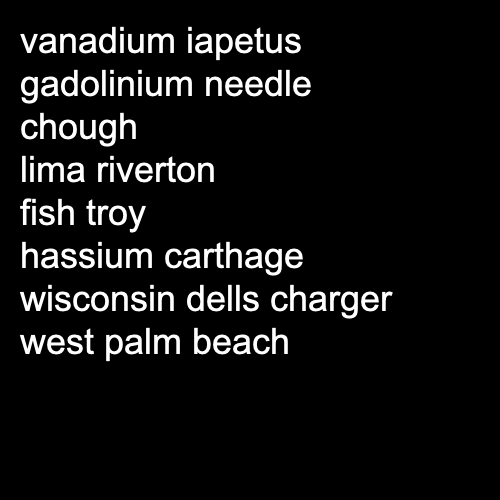 vanadium iapetus
gadolinium needle
chough
lima riverton
fish troy
hassium carthage
wisconsin dells charger
west palm beach